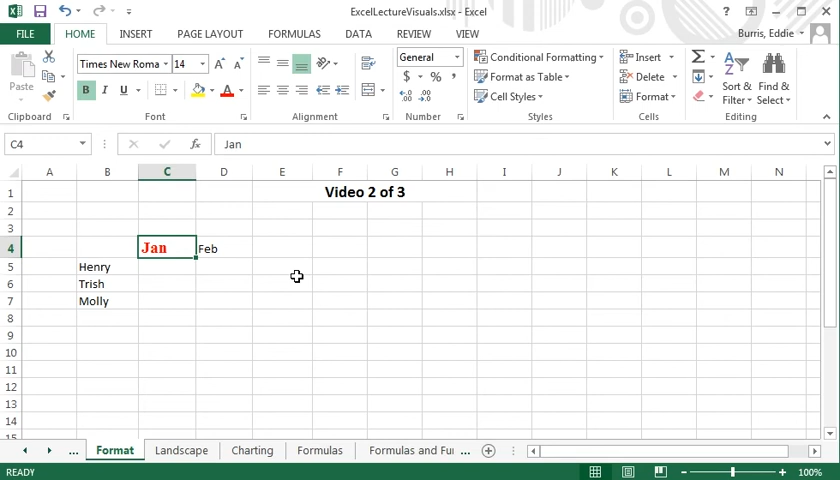 ExcelLectureVisuals.xlsx - Excel
FILE HOME INSERT PAGE LAYOUT FORMULAS DATA REVIEW VIEW Burris, Eddie
Paste
Clipboard
Times New Roma 14
B I U A
Font
Alignment
General
$ % ,
Number
Conditional Formatting
Format as Table
Cell Styles
Styles
Insert
Delete
Format
Cells
Sort & Filter
Find & Select
Editing
C4 fx Jan
A B C D E F G H I J K L M N
1 Video 2 of 3
2
3
4 Jan Feb
5 Henry
6 Trish
7 Molly
8
9
10
11
12
13
14
15
... Format Landscape Charting Formulas Formulas and Fur ...
READY 100%